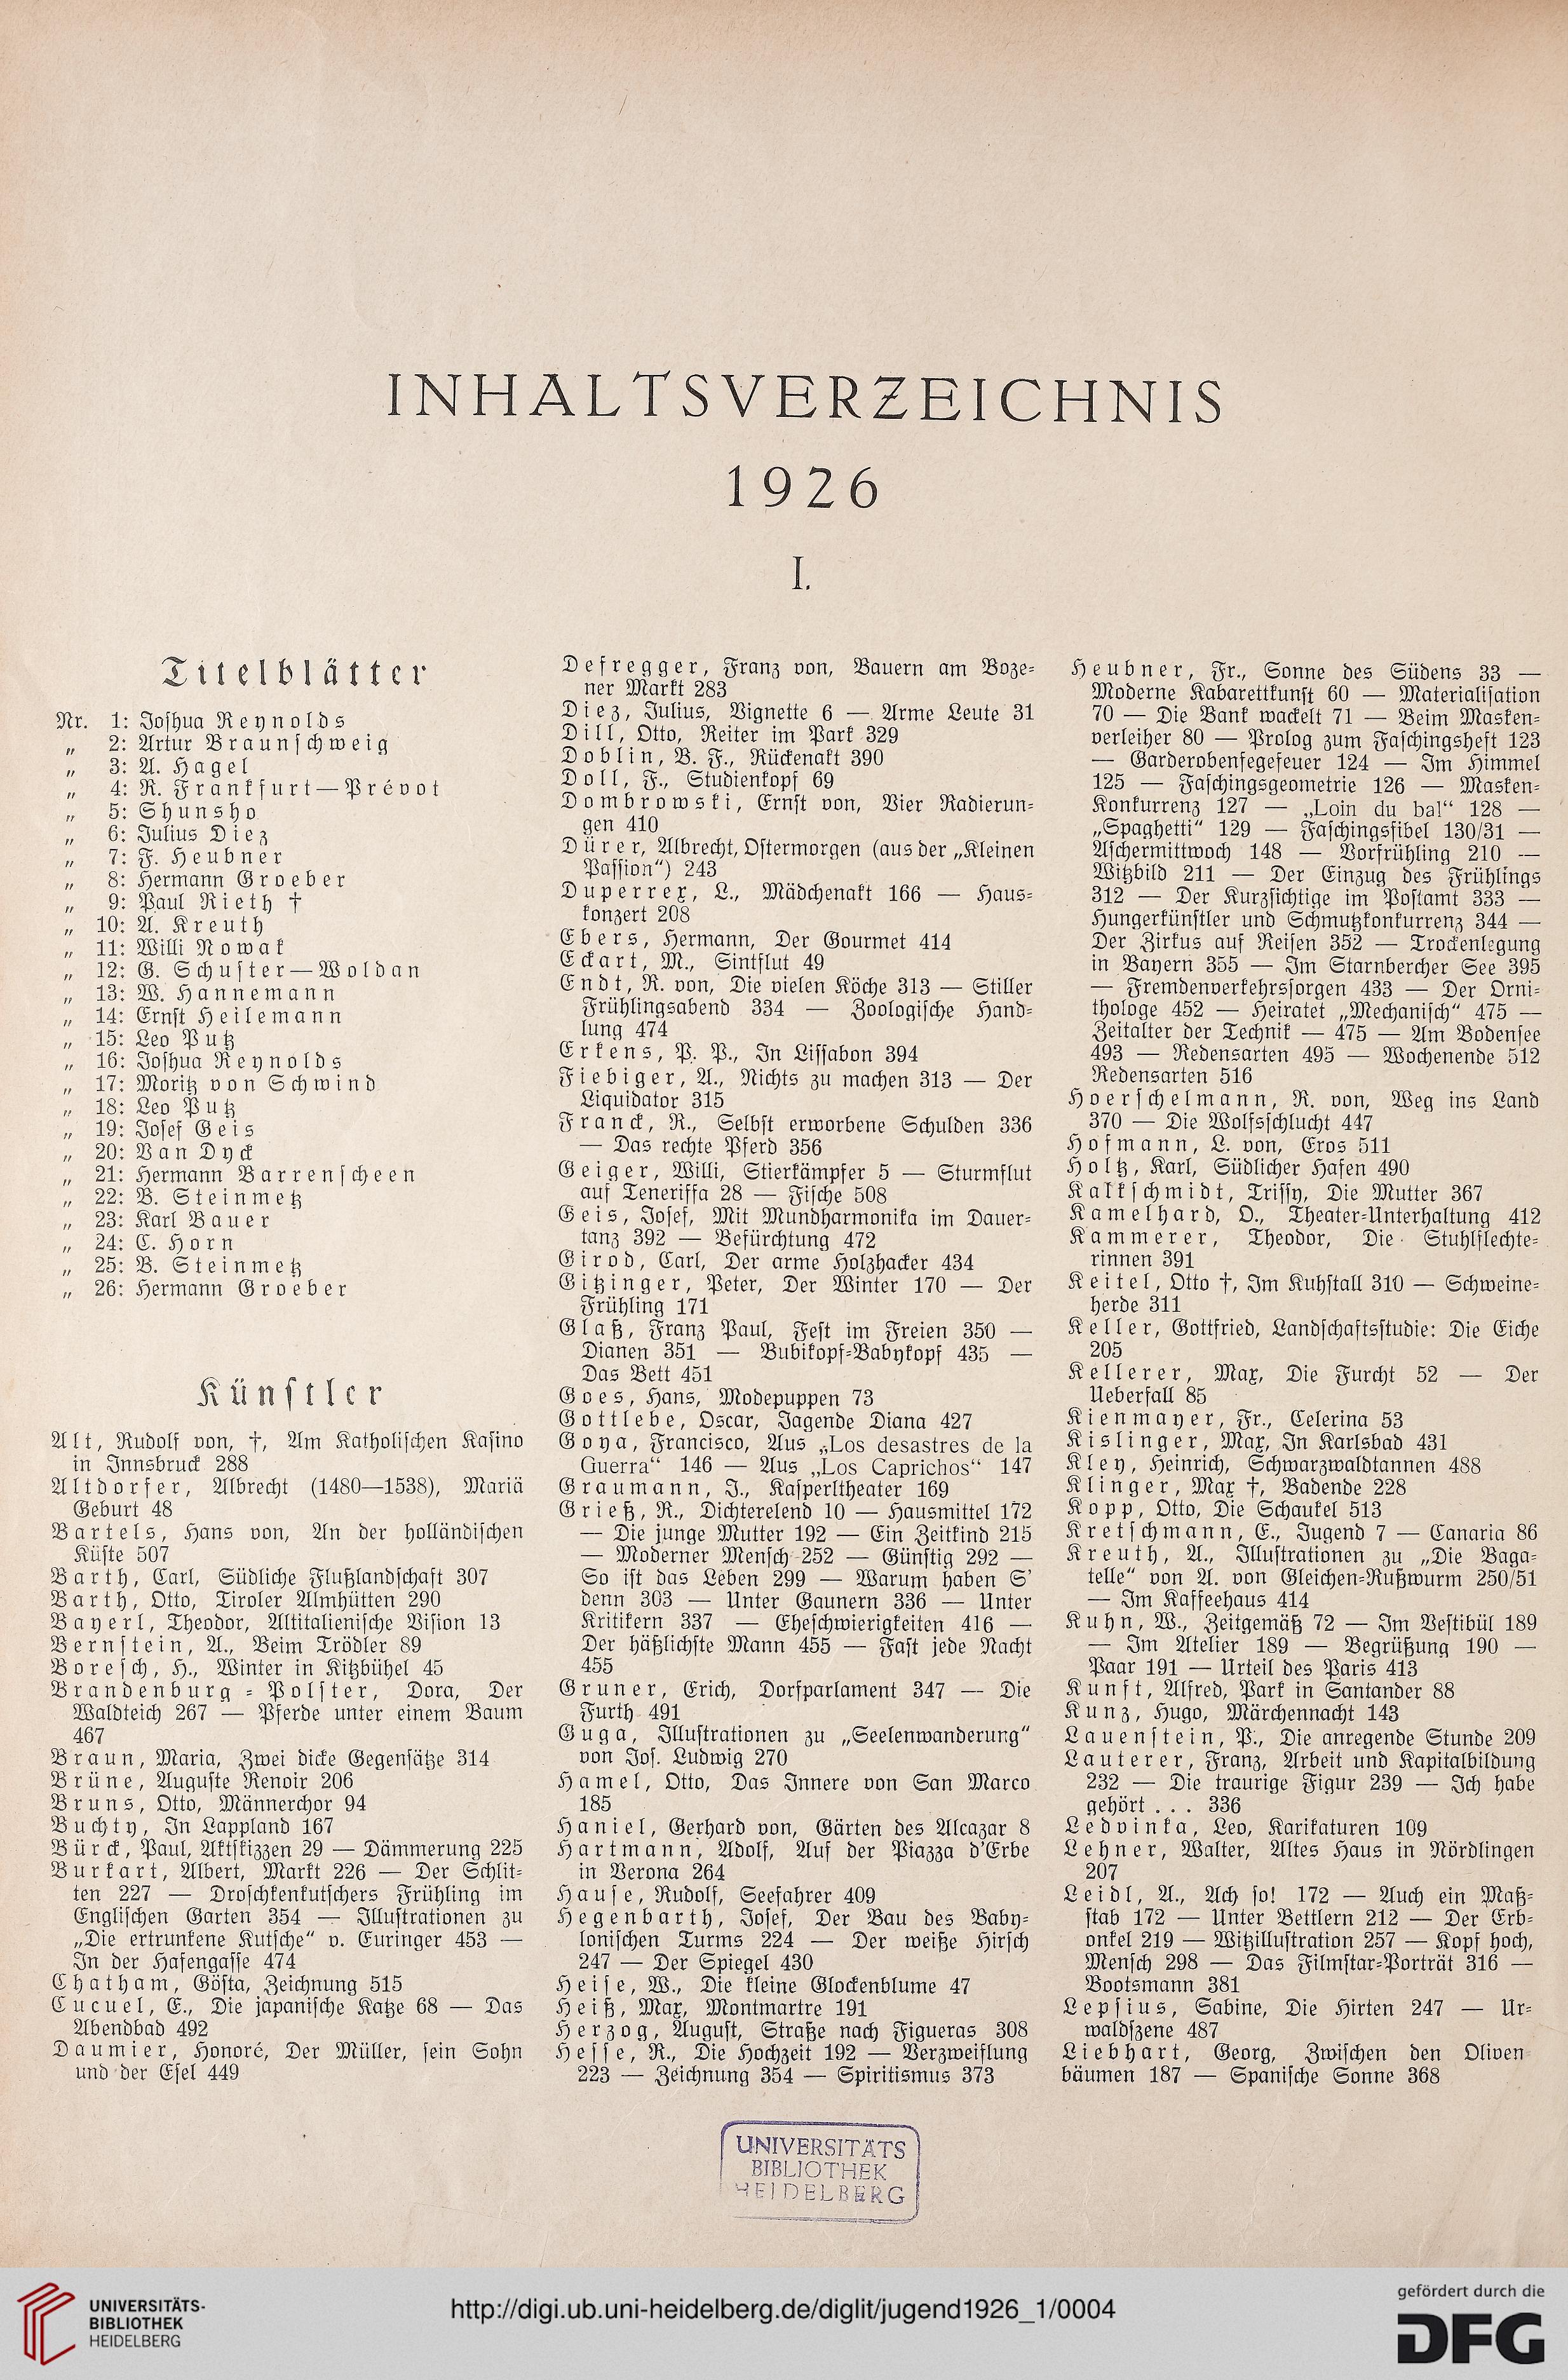 INHALTSVERZEICHNIS
1926
I.
Titelblätter
Nr. 1: Joshua Reynolds
„ 2: Artur Braunschweig
„ 3: A. Hagel
„ 4: R. Frankfurt—Prévot
„ 5: Shunsho
„ 6: Julius Diez
„ 7: F. Heubner
„ 8: Hermann Groeber
„ 9: Paul Rieth †
„ 10: A. Kreuth
„ 11: Willi Nowak
„ 12: G. Schuster—Woldan
„ 13: W. Hannemann
„ 14: Ernst Heilemann
„ 15: Leo Putz
„ 16: Joshua Reynolds
„ 17: Moritz von Schwind
„ 18: Leo Putz
„ 19: Josef Geis
„ 20: Van Dyck
„ 21: Hermann Barrenscheen
„ 22: B. Steinmetz
„ 23: Karl Bauer
„ 24: C. Horn
„ 25: B. Steinmetz
„ 26: Hermann Groeber
Künstler
Alt, Rudolf von, †, Am Katholischen Kasino
in Innsbruck 288
Altdorfer, Albrecht (1480—1538), Mariä
Geburt 48
Bartels, Hans von, An der holländischen
Küste 507
Barth, Carl, Südliche Flußlandschaft 307
Barth, Otto, Tiroler Almhütten 290
Bayerl, Theodor, Altitalienische Vision 13
Bernstein, A., Beim Trödler 89
Boresch, H., Winter in Kitzbühel 45
Brandenburg-Polster, Dora, Der
Waldteich 267 — Pferde unter einem Baum
467
Braun, Maria, Zwei dicke Gegensätze 314
Brüne, Auguste Renoir 206
Bruns, Otto, Männerchor 94
Buchty, In Lappland 167
Bürck, Paul, Aktskizzen 29 — Dämmerung 225
Burkart, Albert, Markt 226 — Der Schlit-
ten 227 — Droschkenkutschers Frühling im
Englischen Garten 354 — Illustrationen zu
„Die ertrunkene Kutsche“ v. Euringer 453 —
In der Hafengasse 474
Chatham, Gösta, Zeichnung 515
Cucuel, E., Die japanische Katze 68 — Das
Abendbad 492
Daumier, Honoré, Der Müller, sein Sohn
und der Esel 449
Defregger, Franz von, Bauern am Boze-
ner Markt 283
Diez, Julius, Vignette 6 — Arme Leute 31
Dill, Otto, Reiter im Park 329
Doblin, B. F., Rückenakt 390
Doll, F., Studienkopf 69
Dombrowski, Ernst von, Vier Radierun-
gen 410
Dürer, Albrecht, Ostermorgen (aus der „Kleinen
Passion“) 243
Duperrex, L., Mädchenakt 166 — Haus-
konzert 208
Ebers, Hermann, Der Gourmet 414
Eckart, M., Sintflut 49
Endt, R. von, Die vielen Köche 313 — Stiller
Frühlingsabend 334 — Zoologische Hand-
lung 474
Erkens, P. P., In Lissabon 394
Fiebiger, A., Nichts zu machen 313 — Der
Liquidator 315
Franck, R., Selbst erworbene Schulden 336
— Das rechte Pferd 356
Geiger, Willi, Stierkämpfer 5 — Sturmflut
auf Teneriffa 28 — Fische 508
Geis, Josef, Mit Mundharmonika im Dauer-
tanz 392 — Befürchtung 472
Girod, Carl, Der arme Holzhacker 434
Gitzinger, Peter, Der Winter 170 — Der
Frühling 171
Glaß, Franz Paul, Fest im Freien 350 —
Dianen 351 — Bubikopf-Babykopf 435 —
Das Bett 451
Goes, Hans, Modepuppen 73
Gottlebe, Oscar, Jagende Diana 427
Goya, Francisco, Aus „Los desastres de la
Guerra“ 146 — Aus „Los Caprichos“ 147
Graumann, J., Kasperltheater 169
Grieß, R., Dichterelend 10 — Hausmittel 172
— Die junge Mutter 192 — Ein Zeitkind 215
— Moderner Mensch 252 — Günstig 292 —
So ist das Leben 299 — Warum haben S'
denn 303 — Unter Gaunern 336 — Unter
Kritikern 337 — Eheschwierigkeiten 416 —
Der häßlichste Mann 455 — Fast jede Nacht
455
Gruner, Erich, Dorfparlament 347 — Die
Furth 491
Guga, Illustrationen zu „Seelenwanderung“
von Jos. Ludwig 270
Hamel, Otto, Das Innere von San Marco
185
Haniel, Gerhard von, Gärten des Alcazar 8
Hartmann, Adolf, Auf der Piazza d'Erbe
in Verona 264
Hause, Rudolf, Seefahrer 409
Hegenbarth, Josef, Der Bau des Baby-
lonischen Turms 224 — Der weiße Hirsch
247 — Der Spiegel 430
Heise, W., Die kleine Glockenblume 47
Heiß, Max, Montmartre 191
Herzog, August, Straße nach Figueras 308
Hesse, R., Die Hochzeit 192 — Verzweiflung
223 — Zeichnung 354 — Spiritismus 373
Heubner, Fr., Sonne des Südens 33 —
Moderne Kabarettkunst 60 — Materialisation
70 — Die Bank wackelt 71 — Beim Masken-
verleiher 80 — Prolog zum Faschingsheft 123
— Garderobenfegefeuer 124 — Im Himmel
125 — Faschingsgeometrie 126 — Masken-
Konkurrenz 127 — „Loin du bal“ 128 —
„Spaghetti“ 129 — Faschingsfibel 130/31 —
Aschermittwoch 148 — Vorfrühling 210 —
Witzbild 211 — Der Einzug des Frühlings
312 — Der Kurzsichtige im Postamt 333 —
Hungerkünstler und Schmutzkonkurrenz 344 —
Der Zirkus auf Reisen 352 — Trockenlegung
in Bayern 355 — Im Starnbercher See 395
— Fremdenverkehrssorgen 433 — Der Orni-
thologe 452 — Heiratet „Mechanisch“ 475 —
Zeitalter der Technik — 475 — Am Bodensee
493 — Redensarten 495 — Wochenende 512
Redensarten 516
Hoerschelmann, R. von, Weg ins Land
370 — Die Wolfsschlucht 447
Hofmann, L. von, Eros 511
Holtz, Karl, Südlicher Hafen 490
Kalkschmidt, Trissy, Die Mutter 367
Kamelhard, O., Theater-Unterhaltung 412
Kammerer, Theodor, Die Stuhlflechte-
rinnen 391
Keitel, Otto †, Im Kuhstall 310 — Schweine-
herde 311
Keller, Gottfried, Landschaftsstudie: Die Eiche
205
Kellerer, Max, Die Furcht 52 — Der
Ueberfall 85
Kienmayer, Fr., Celerina 53
Kislinger, Max, In Karlsbad 431
Kley, Heinrich, Schwarzwaldtannen 488
Klinger, Max †, Badende 228
Kopp, Otto, Die Schaukel 513
Kretschmann, E., Jugend 7 — Canaria 86
Kreuth, A., Illustrationen zu „Die Baga-
telle“ von A. von Gleichen-Rußwurm 250/51
— Im Kaffeehaus 414
Kuhn, W., Zeitgemäß 72 — Im Vestibül 189
— Im Atelier 189 — Begrüßung 190 —
Paar 191 — Urteil des Paris 413
Kunft, Alfred, Park in Santander 88
Kunz, Hugo, Märchennacht 143
Lauenstein, P., Die anregende Stunde 209
Lauterer, Franz, Arbeit und Kapitalbildung
232 — Die traurige Figur 239 — Ich habe
gehört . . . 336
Ledvinka, Leo, Karikaturen 109
Lehner, Walter, Altes Haus in Nördlingen
207
Leidl, A., Ach so! 172 — Auch ein Maß-
stab 172 — Unter Bettlern 212 — Der Erb-
onkel 219 — Witzillustration 257 — Kopf hoch,
Mensch 298 — Das Filmstar-Porträt 316 —
Bootsmann 381
Lepsius, Sabine, Die Hirten 247 — Ur-
waldszene 487
Liebhart, Georg, Zwischen den Oliven-
bäumen 187 — Spanische Sonne 368
UNIVERSITÄTS
BIBLIOTHEK
HEIDELBERG
UNIVERSITÄTS-
BIBLIOTHEK
HEIDELBERG
http://digi.ub.uni-heidelberg.de/diglit/jugend1926_1/0004
gefördert durch die
DFG